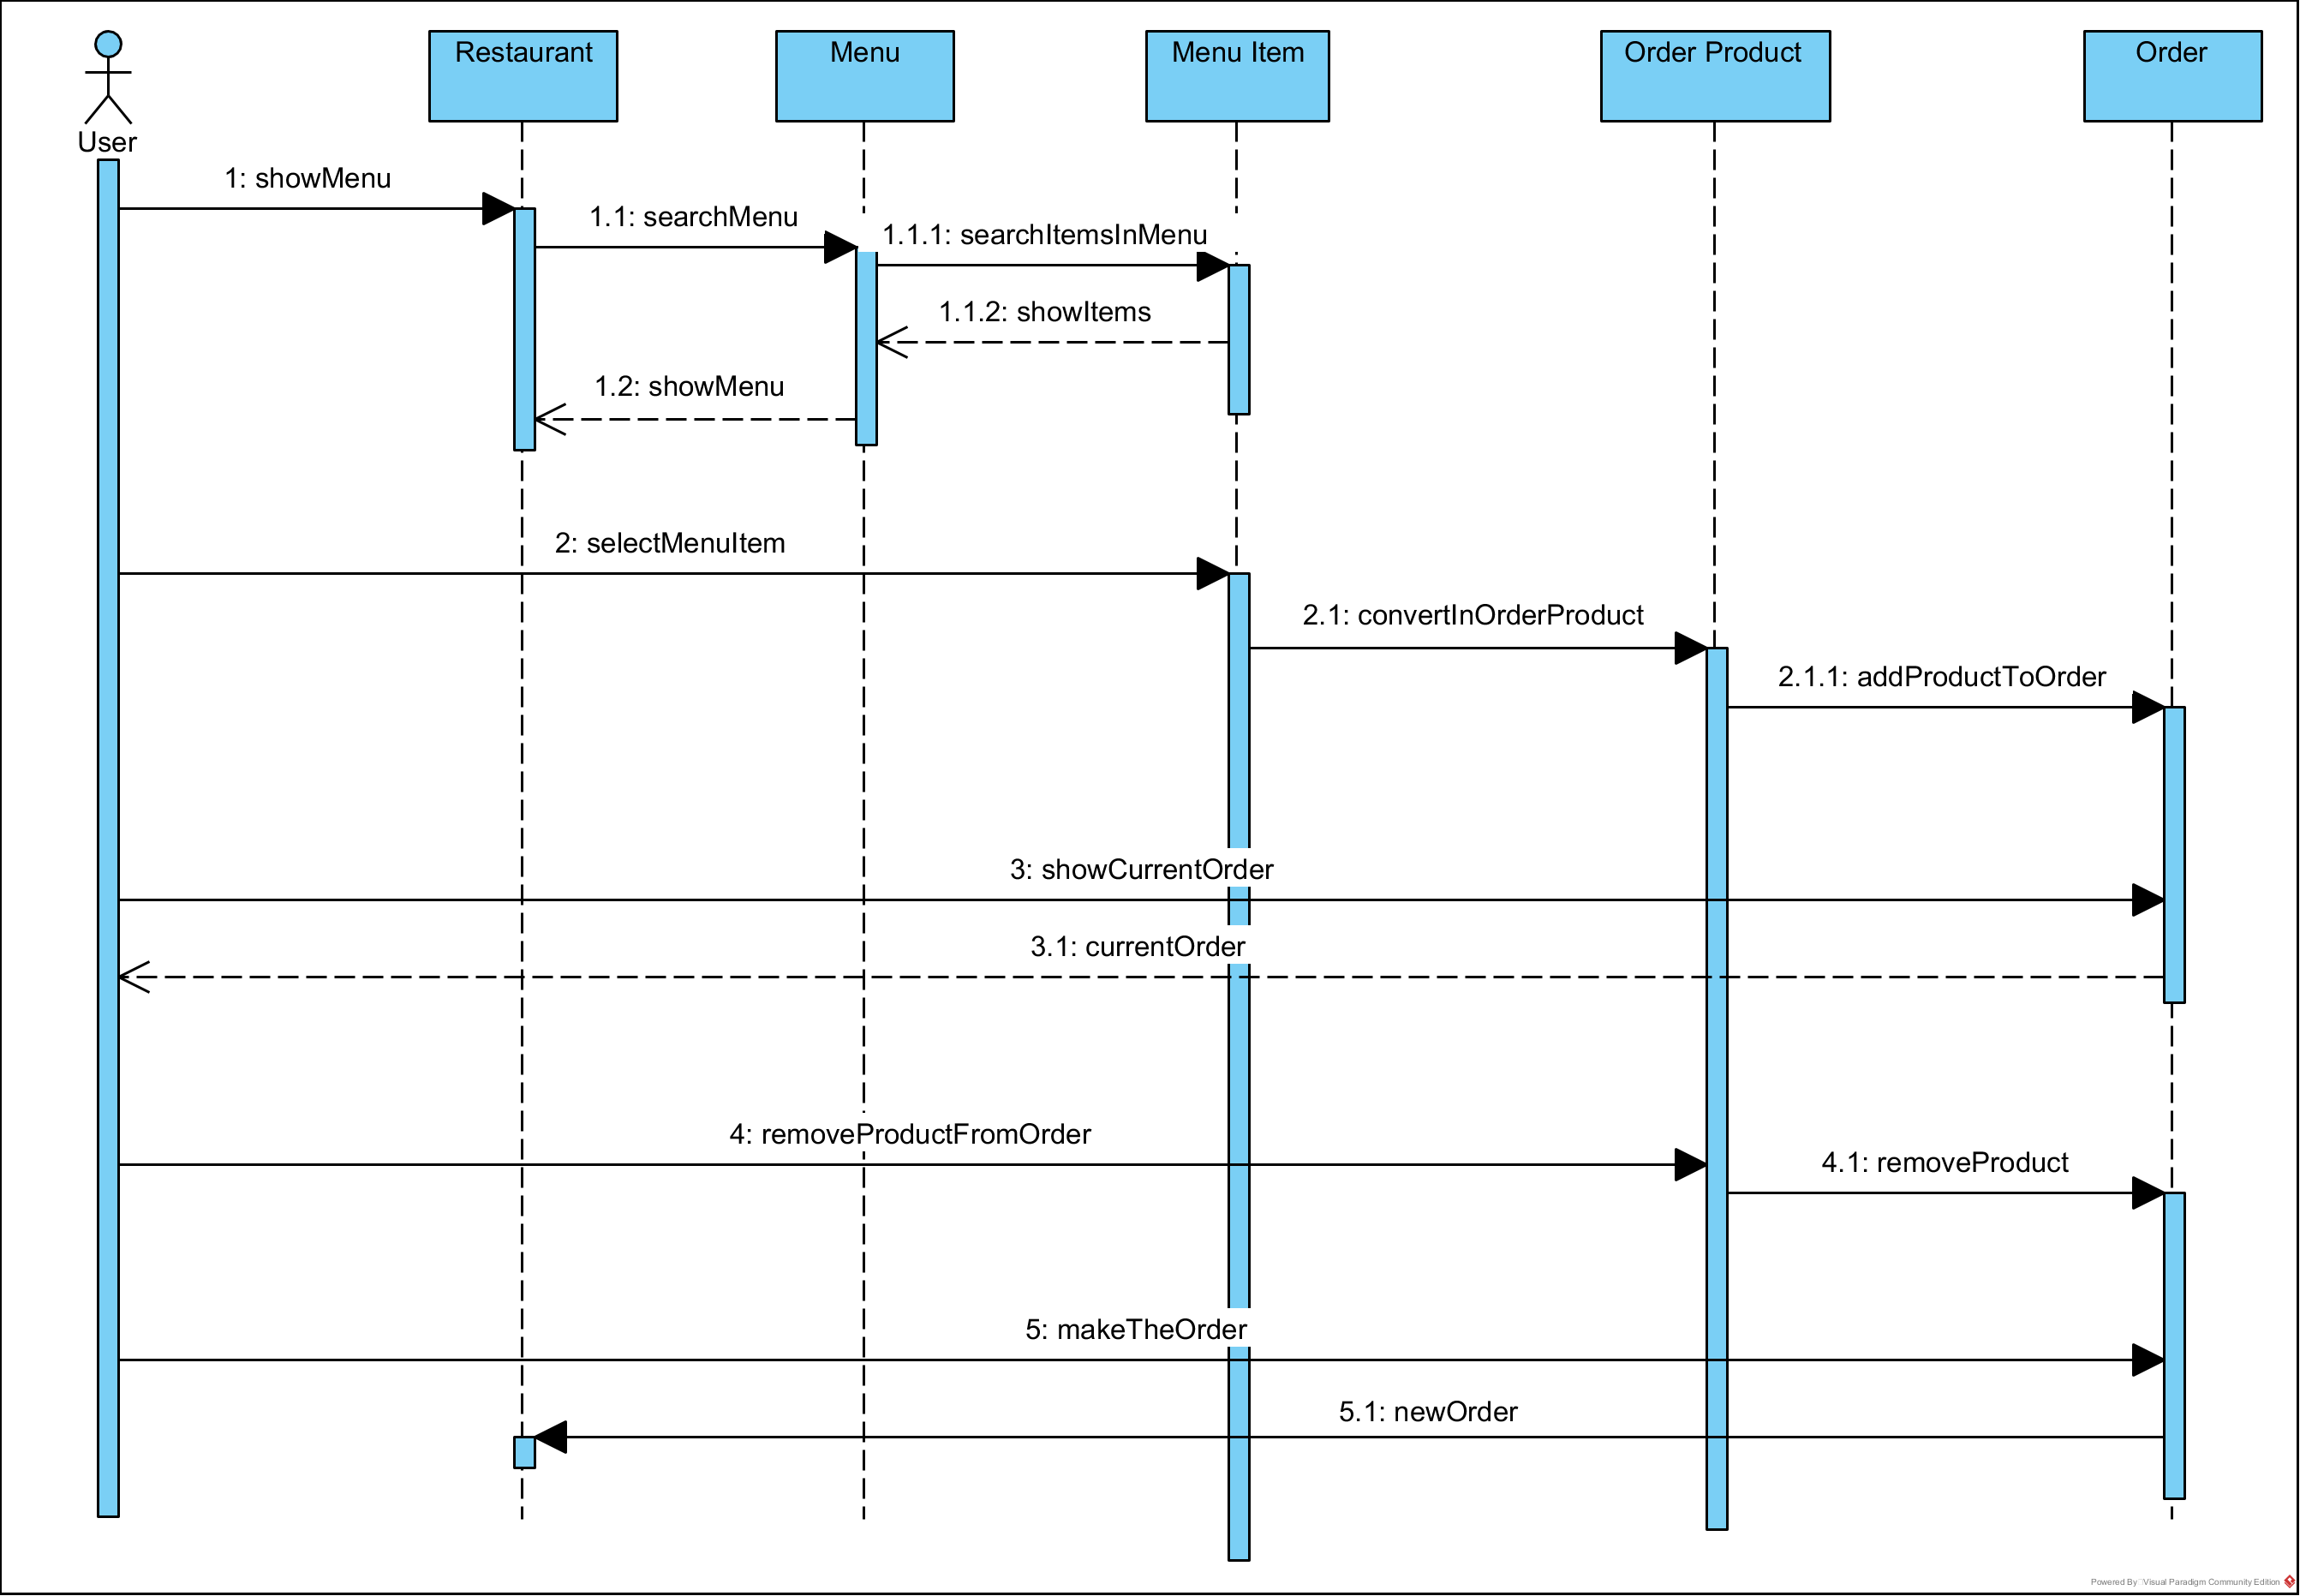 Restaurant
Menu
Menu Item
Order Product
Order
User
1: showMenu
1.1: searchMenu
1.1.1: searchItemsInMenu
1.1.2: showItems
1.2: showMenu
2: selectMenuItem
2.1: convertInOrderProduct
2.1.1: addProductToOrder
3: showCurrentOrder
3.1: currentOrder
4: removeProductFromOrder
4.1: removeProduct
5: makeTheOrder
5.1: newOrder
Powered By Visual Paradigm Community Edition